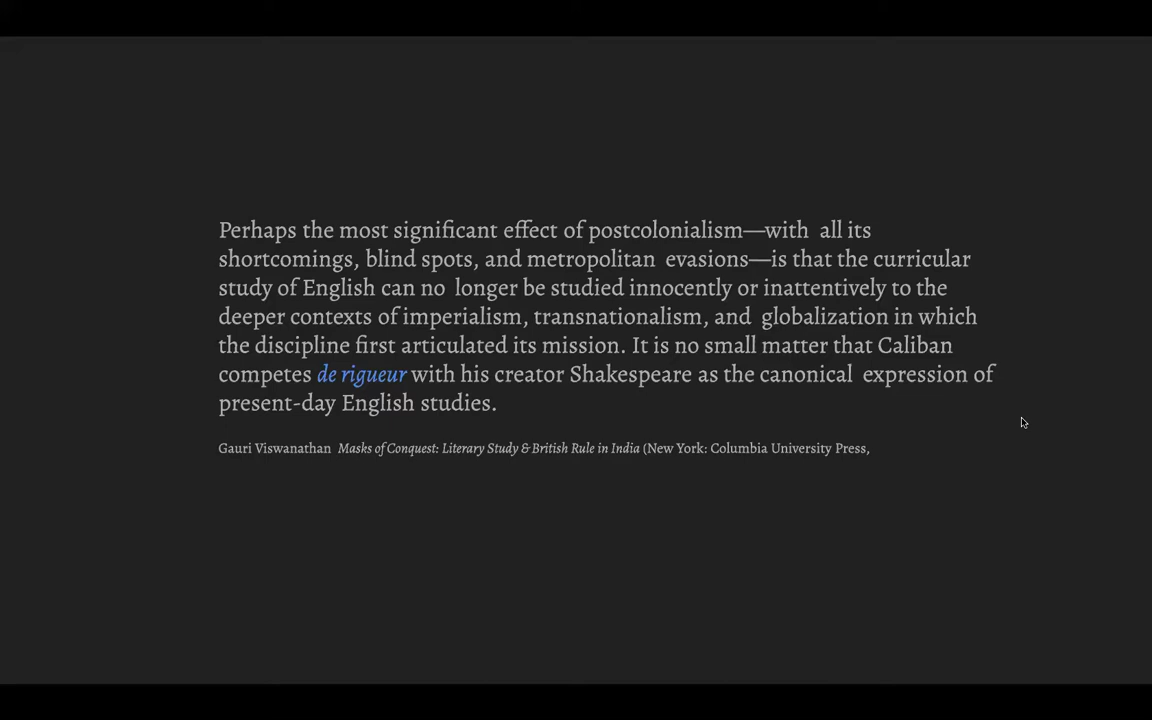 Perhaps the most significant effect of postcolonialism—with all its
shortcomings, blind spots, and metropolitan evasions—is that the curricular
study of English can no longer be studied innocently or inattentively to the
deeper contexts of imperialism, transnationalism, and globalization in which
the discipline first articulated its mission. It is no small matter that Caliban
competes de rigueur with his creator Shakespeare as the canonical expression of
present-day English studies.
Gauri Viswanathan Masks of Conquest: Literary Study & British Rule in India (New York: Columbia University Press,